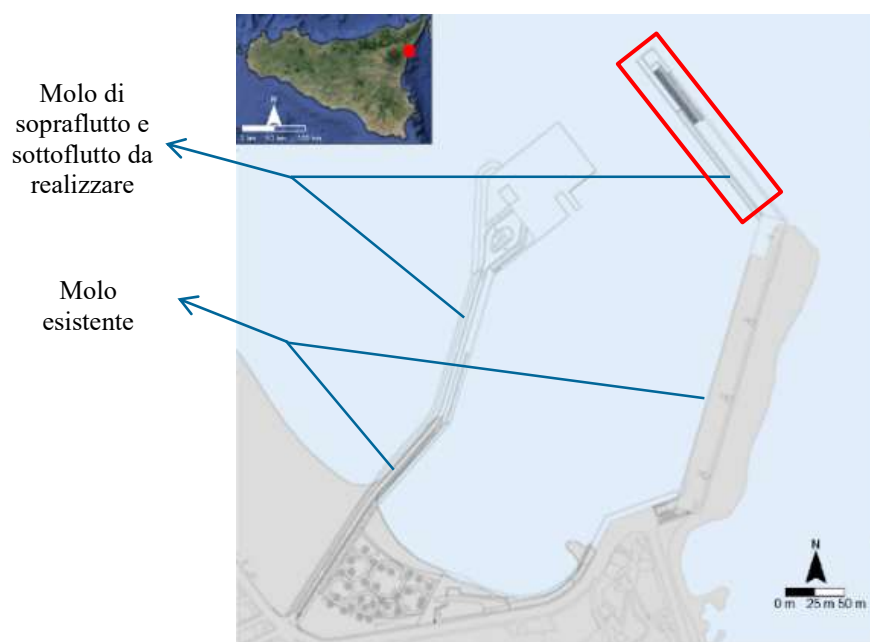 Molo di
sopraflutto e
sottoflutto da
realizzare
Molo
esistente
N
N
0 m 25 m 50 m